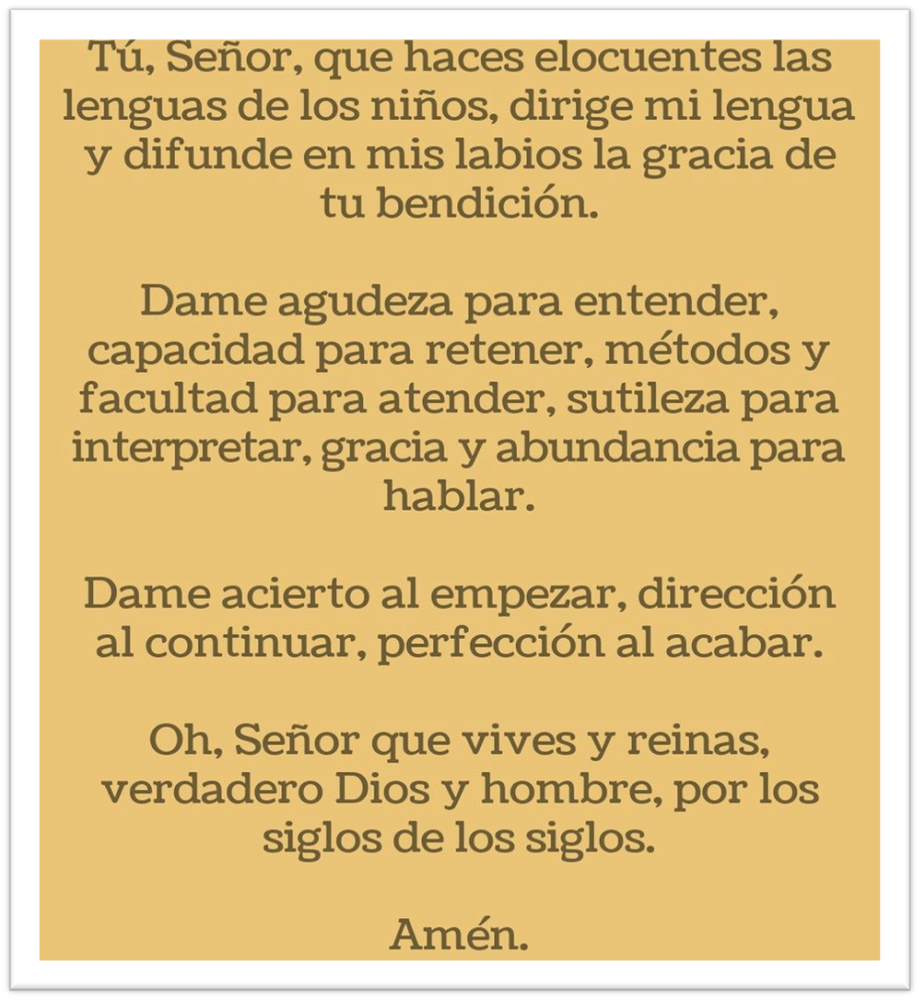 Tú, Señor, que haces elocuentes las
lenguas de los niños, dirige mi lengua
y difunde en mis labios la gracia de
tu bendición.
Dame agudeza para entender,
capacidad para retener, métodos y
facultad para atender, sutileza para
interpretar, gracia y abundancia para
hablar.
Dame acierto al empezar, dirección
al continuar, perfección al acabar.
Oh, Señor que vives y reinas,
verdadero Dios y hombre, por los
siglos de los siglos.
Amén.